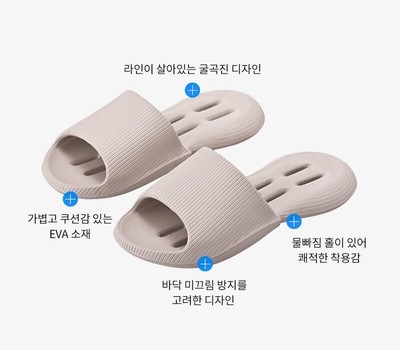 라인이 살아있는 굴곡진 디자인
가볍고 쿠션감 있는
EVA 소재
물빠짐 홀이 있어
쾌적한 착용감
바닥 미끄림 방지를
고려한 디자인